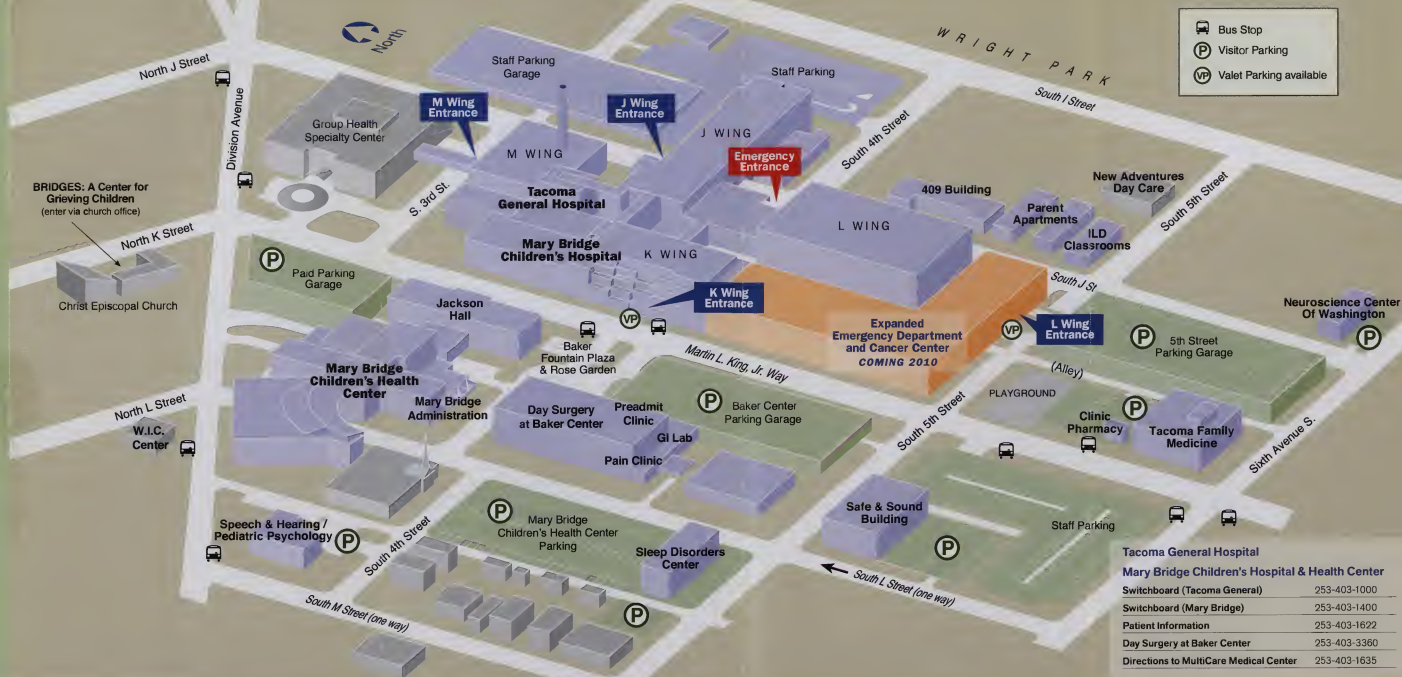 North
WRIGHT PARK
Bus Stop
P Visitor Parking
VP Valet Parking available
North J Street
Division Avenue
Staff Parking
Garage
Staff Parking
South I Street
M Wing
Entrance
J Wing
Entrance
Group Health
Specialty Center
M WING
J WING
Emergency
Entrance
South 4th Street
S. 3rd St.
BRIDGES: A Center for
Grieving Children
(enter via church office)
Tacoma
General Hospital
409 Building
New Adventures
Day Care
South 5th Street
Parent
Apartments
ILD
Classrooms
L WING
North K Street
Mary Bridge
Children's Hospital
K WING
P
Paid Parking
Garage
Christ Episcopal Church
Jackson
Hall
K Wing
Entrance
South J St
Neuroscience Center
Of Washington
P
VP
Expanded
Emergency Department
and Cancer Center
COMING 2010
VP
L Wing
Entrance
P
5th Street
Parking Garage
Baker
Fountain Plaza
& Rose Garden
Martin L. King, Jr. Way
(Alley)
Mary Bridge
Children's Health
Center
Mary Bridge
Administration
PLAYGROUND
North L Street
W.I.C.
Center
Day Surgery
at Baker Center
Preadmit
Clinic
GI Lab
Pain Clinic
P
Baker Center
Parking Garage
South 5th Street
Clinic
Pharmacy
P
Tacoma Family
Medicine
Sixth Avenue S.
Speech & Hearing /
Pediatric Psychology
P
South 4th Street
P
Mary Bridge
Children's Health Center
Parking
Sleep Disorders
Center
Safe & Sound
Building
P
Staff Parking
South L Street (one way)
South M Street (one way)
P
Tacoma General Hospital
Mary Bridge Children's Hospital & Health Center
Switchboard (Tacoma General) 253-403-1000
Switchboard (Mary Bridge) 253-403-1400
Patient Information 253-403-1622
Day Surgery at Baker Center 253-403-3360
Directions to MultiCare Medical Center 253-403-1635